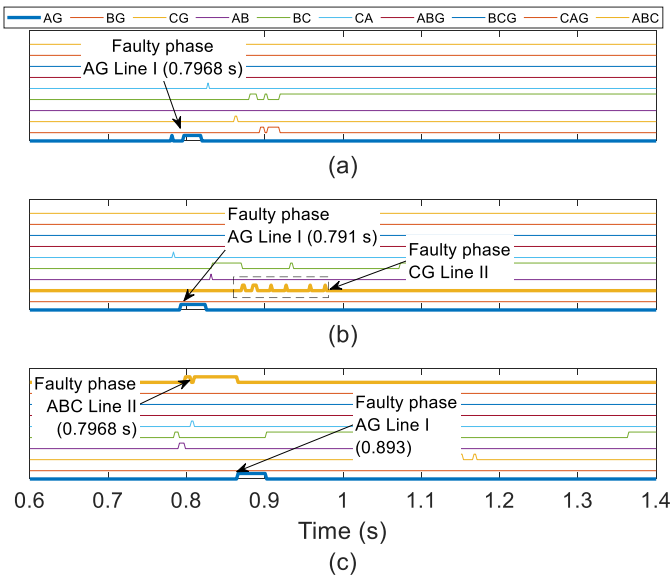 AG BG CG AB BC CA ABG BCG CAG ABC
Faulty phase
AG Line I (0.7968 s)
(a)
Faulty phase
AG Line I (0.791 s)
Faulty phase
CG Line II
(b)
Faulty phase
ABC Line II
(0.7968 s)
Faulty phase
AG Line I
(0.893)
0.6 0.7 0.8 0.9 1 1.1 1.2 1.3 1.4
Time (s)
(c)